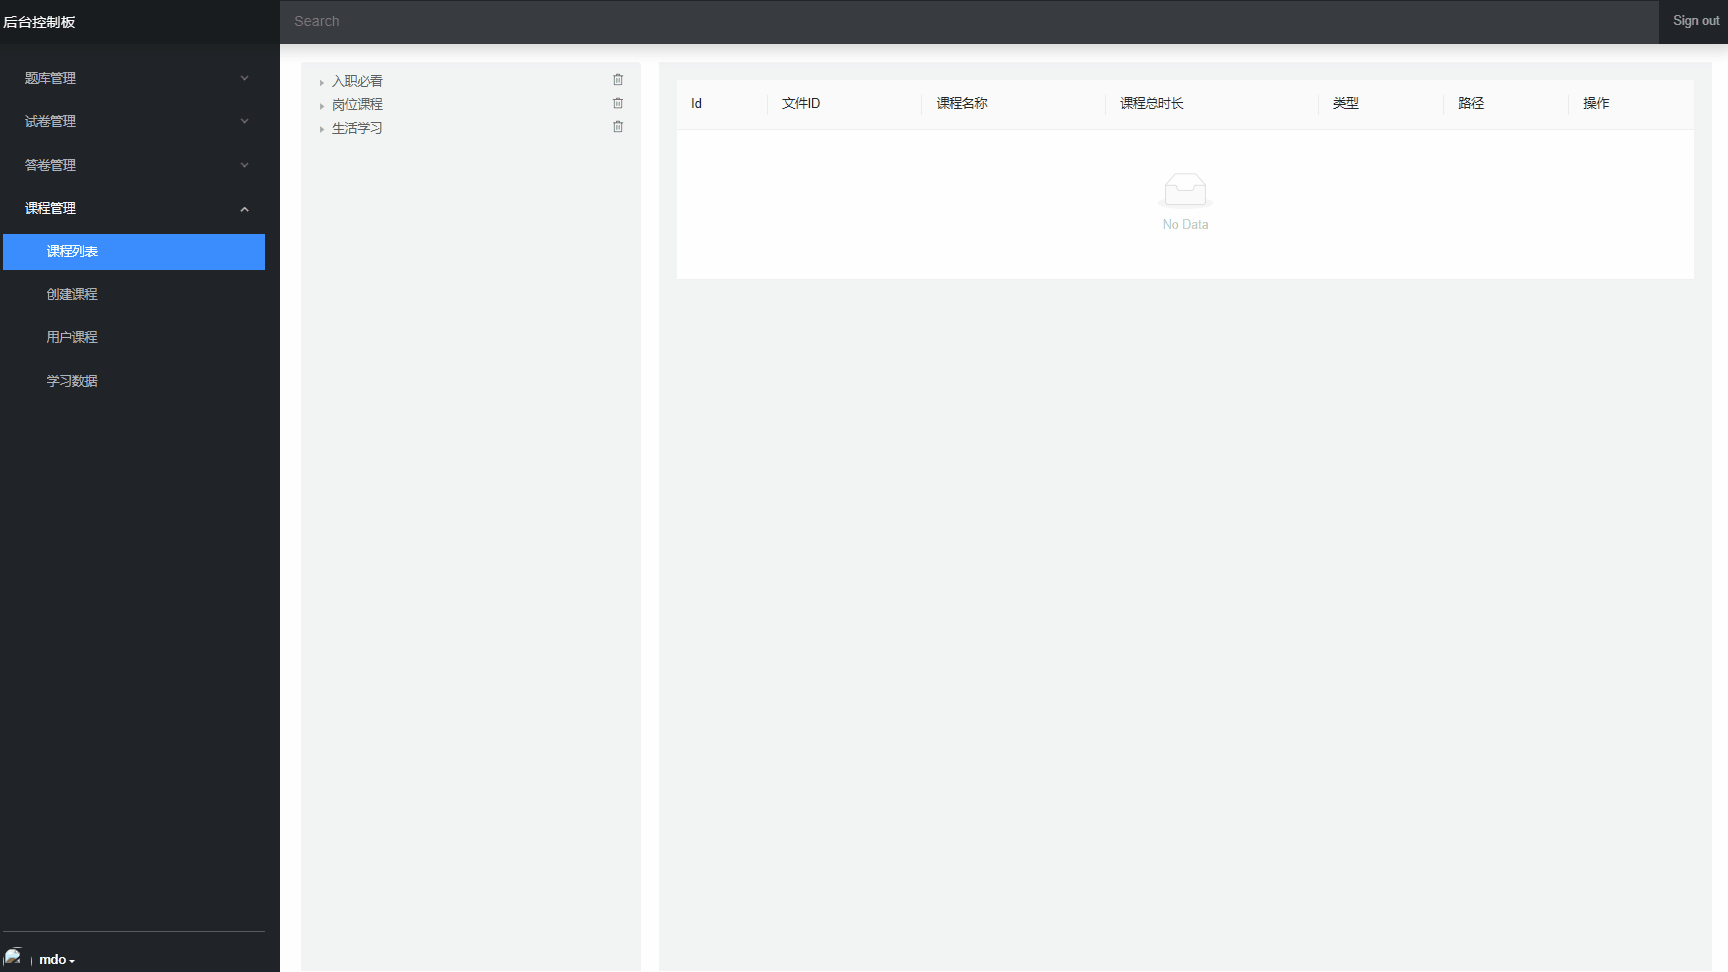 后台控制板
Search
Sign out
题库管理
试卷管理
答卷管理
课程管理
课程列表
创建课程
用户课程
学习数据
入职必看
岗位课程
生活学习
Id 文件ID 课程名称 课程总时长 类型 路径 操作
No Data
mdo